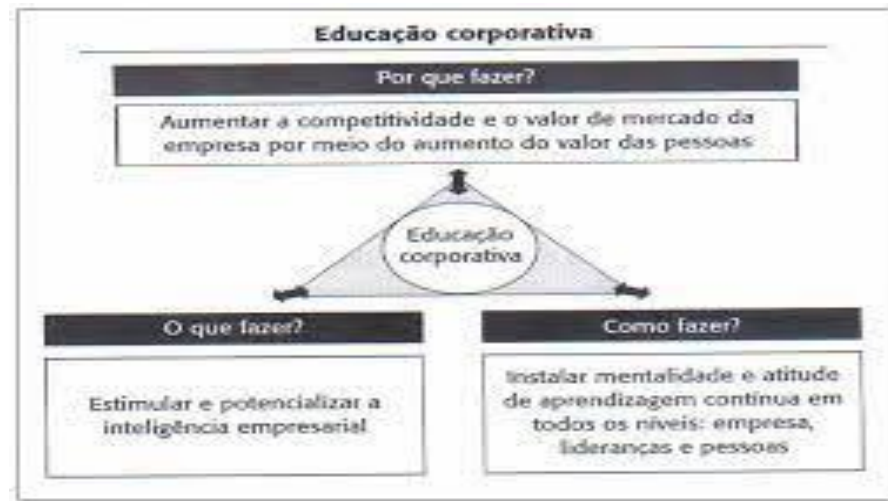 Educação corporativa
Por que fazer?
Aumentar a competitividade e o valor de mercado da
empresa por meio do aumento do valor das pessoas
Educação
corporativa
O que fazer?
Estimular e potencializar a
inteligência empresarial
Como fazer?
Instalar mentalidade e atitude
de aprendizagem contínua em
todos os níveis: empresa,
lideranças e pessoas